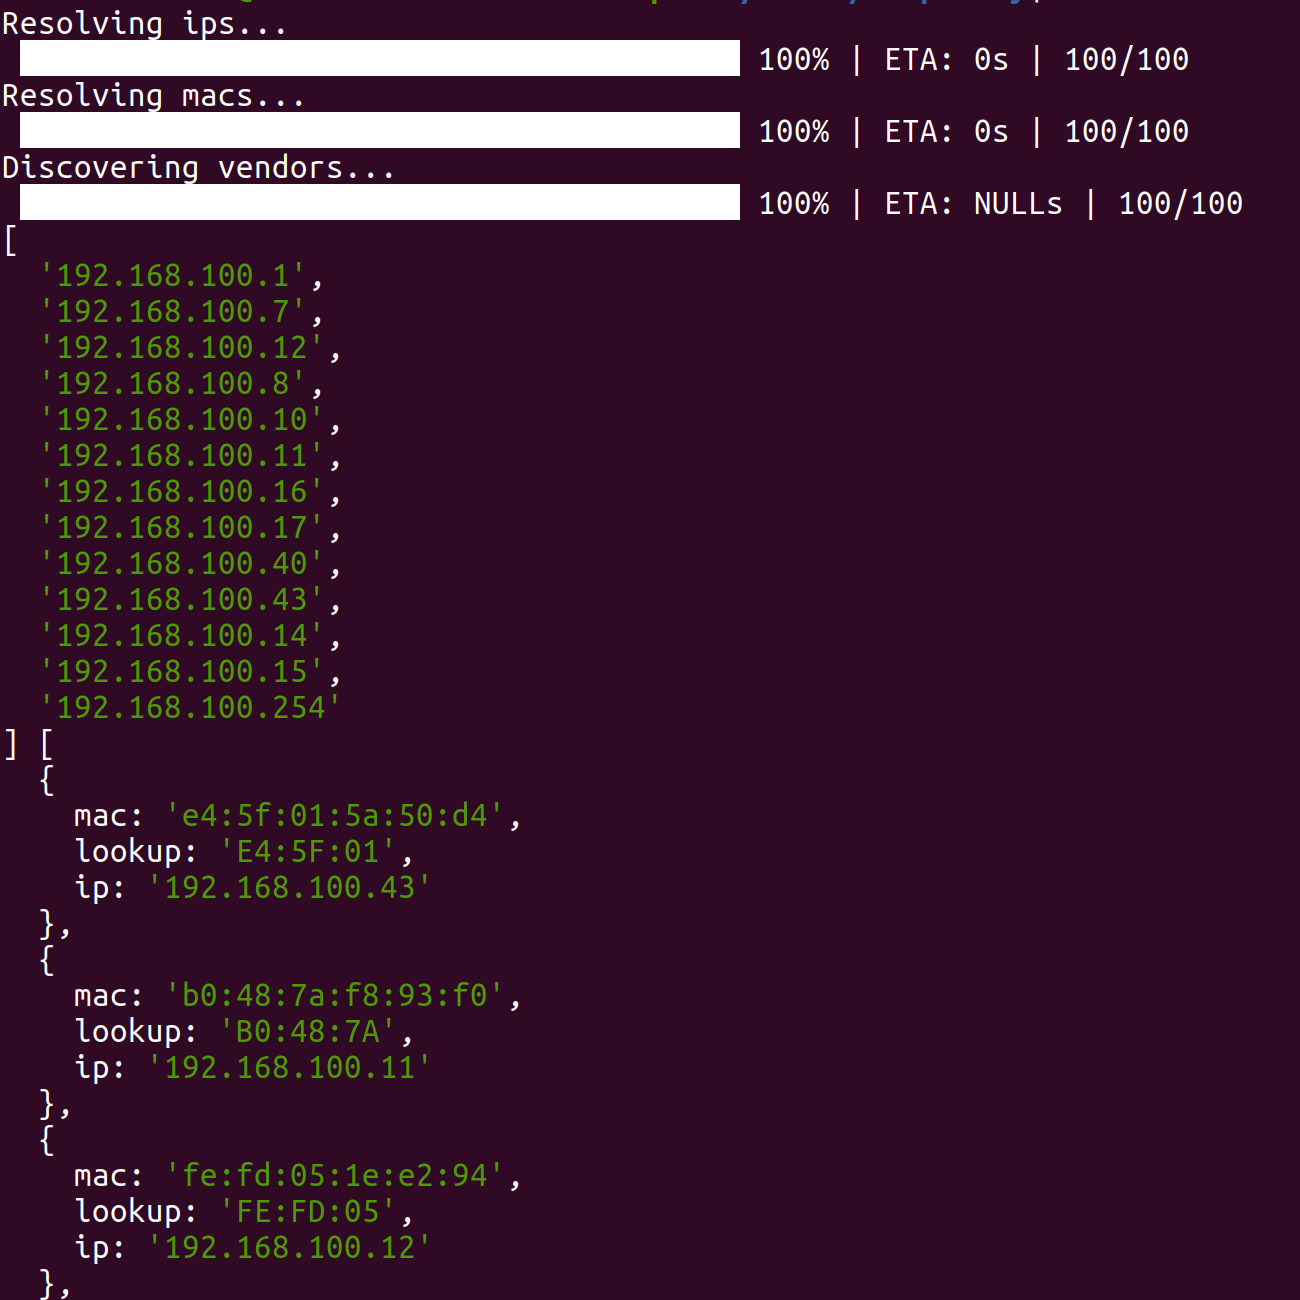 Resolving ips...
100% | ETA: 0s | 100/100
Resolving macs...
100% | ETA: 0s | 100/100
Discovering vendors...
100% | ETA: NULLs | 100/100
[
  '192.168.100.1',
  '192.168.100.7',
  '192.168.100.12',
  '192.168.100.8',
  '192.168.100.10',
  '192.168.100.11',
  '192.168.100.16',
  '192.168.100.17',
  '192.168.100.40',
  '192.168.100.43',
  '192.168.100.14',
  '192.168.100.15',
  '192.168.100.254'
] [
  {
    mac: 'e4:5f:01:5a:50:d4',
    lookup: 'E4:5F:01',
    ip: '192.168.100.43'
  },
  {
    mac: 'b0:48:7a:f8:93:f0',
    lookup: 'B0:48:7A',
    ip: '192.168.100.11'
  },
  {
    mac: 'fe:fd:05:1e:e2:94',
    lookup: 'FE:FD:05',
    ip: '192.168.100.12'
  },